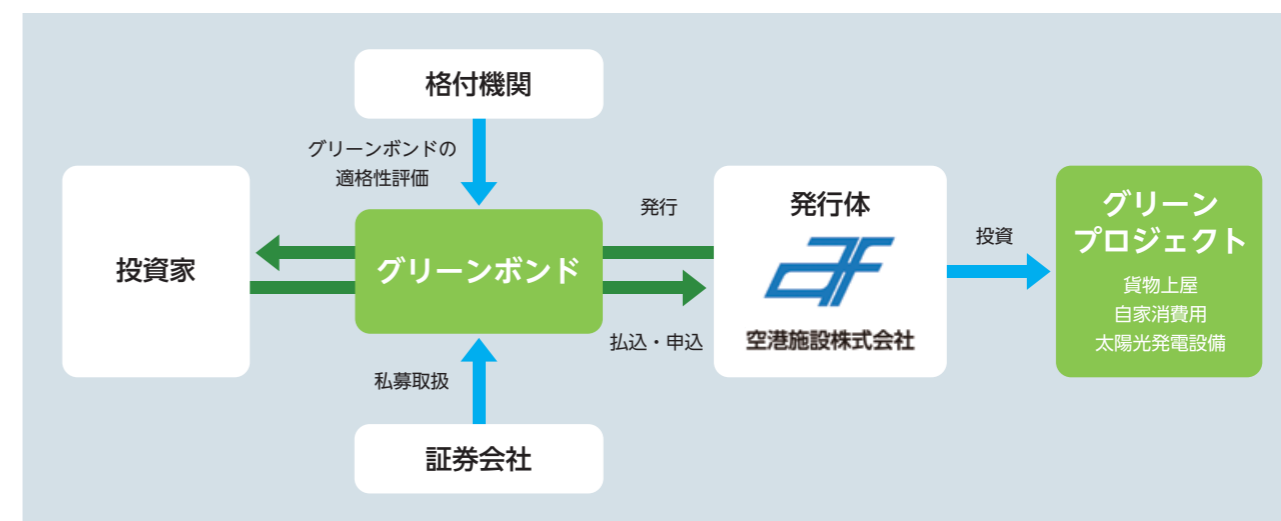 格付機関
グリーンボンドの
適格性評価
投資家
グリーンボンド
発行
払込・申込
私募取扱
証券会社
発行体
空港施設株式会社
投資
グリーン
プロジェクト
貨物上屋
自家消費用
太陽光発電設備